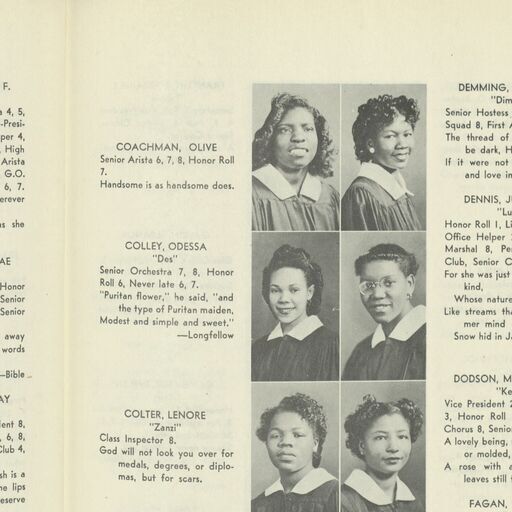 F.
4, 5,
-Presi-
per 4,
High
Arista
G.O.
6, 7.
erever
s she
AE
Honor
Senior
Senior
away
words
—Bible
AY
ent 8,
6, 8,
Club 4,
sh is a
he lips
eserve
COACHMAN, OLIVE
Senior Arista 6, 7, 8, Honor Roll
7.
Handsome is as handsome does.
COLLEY, ODESSA
"Des"
Senior Orchestra 7, 8, Honor
Roll 6, Never late 6, 7.
"Puritan flower," he said, "and
the type of Puritan maiden,
Modest and simple and sweet."
—Longfellow
COLTER, LENORE
"Zanzi"
Class Inspector 8.
God will not look you over for
medals, degrees, or diplo-
mas, but for scars.
DEMMING,
"Dim
Senior Hostess
Squad 8, First A
The thread of
be dark, H
If it were not
and love in
DENNIS, J
"Lu
Honor Roll 1, Li
Office Helper
Marshal 8, Pe
Club, Senior C
For she was just
kind,
Whose nature
Like streams tha
mer mind
Snow hid in Ja
DODSON, M
"Ke
Vice President 2
3, Honor Roll
Chorus 8, Senio
A lovely being,
or molded,
A rose with a
leaves still
FAGAN,